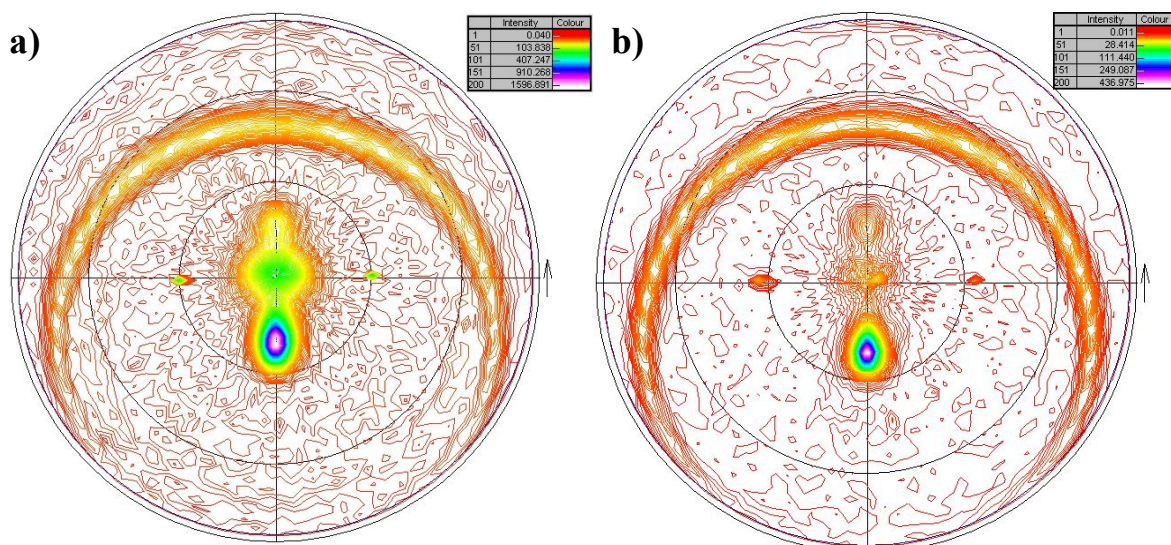 a)
Intensity Colour
1 0.040
51 103.838
101 407.247
151 910.268
200 1596.891
b)
Intensity Colour
1 0.011
51 28.414
101 111.440
151 249.087
200 436.975